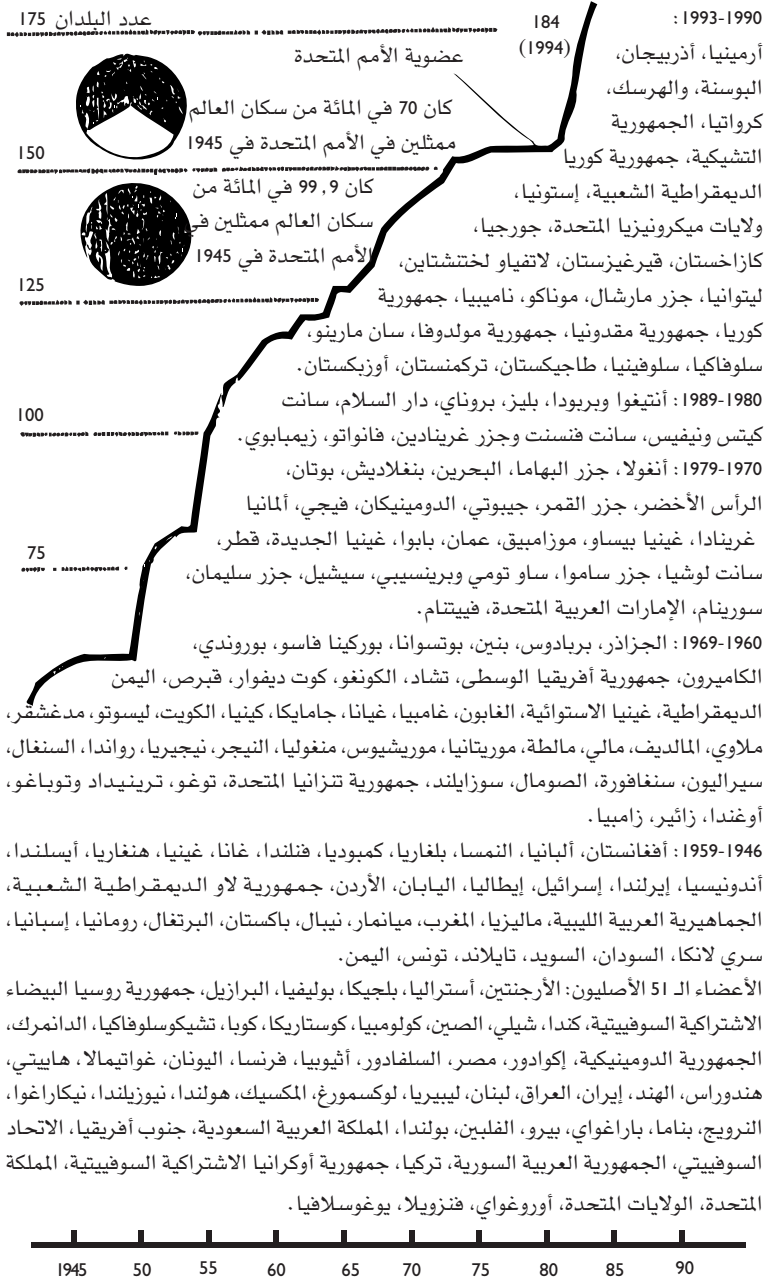 عدد البلدان 175
184
(1994)
عضوية الأمم المتحدة
كان 70 في المائة من سكان العالم
ممثلين في الأمم المتحدة في 1945
150
كان 99,9 في المائة من
سكان العالم ممثلين في
الأمم المتحدة في 1945
125
100
75
1990-1993 :
أرمينيا، أذربيجان،
البوسنة، والهرسك،
كرواتيا، الجمهورية
التشيكية، جمهورية كوريا
الديمقراطية الشعبية، إستونيا،
ولايات ميكرونيزيا المتحدة، جورجيا،
كازاخستان، قيرغيزستان، لاتفياو لختنشتاين،
ليتوانيا، جزر مارشال، موناكو، ناميبيا، جمهورية
كوريا، جمهورية مقدونيا، جمهورية مولدوفا، سان مارينو،
سلوفاكيا، سلوفينيا، طاجيكستان، تركمنستان، أوزبكستان.
1980-1989: أنتيغوا وبربودا، بليز، بروناي، دار السلام، سانت
كيتس ونيفيس، سانت فنسنت وجزر غرينادين، فانواتو، زيمبابوي.
1970-1979: أنغولا، جزر البهاما، البحرين، بنغلاديش، بوتان،
الرأس الأخضر، جزر القمر، جيبوتي، الدومينيكان، فيجي، ألمانيا
غرينادا، غينيا بيساو، موزامبيق، عمان، بابوا، غينيا الجديدة، قطر،
سانت لوشيا، جزر ساموا، ساو تومي وبرينسيبي، سيشيل، جزر سليمان،
سورينام، الإمارات العربية المتحدة، فييتنام.
1960-1969: الجزاذر، بربادوس، بنين، بوتسوانا، بوركينا فاسو، بوروندي،
الكاميرون، جمهورية أفريقيا الوسطى، تشاد، الكونغو، كوت ديفوار، قبرص، اليمن
الديمقراطية، غينيا الاستوائية، الغابون، غامبيا، غيانا، جامايكا، كينيا، الكويت، ليسوتو، مدغشقر،
ملاوي، المالديف، مالي، مالطة، موريتانيا، موريشيوس، منغوليا، النيجر، نيجيريا، رواندا، السنغال،
سيراليون، سنغافورة، الصومال، سوزايلند، جمهورية تنزانيا المتحدة، توغو، ترينيداد وتوباغو،
أوغندا، زائير، زامبيا.
1946-1959: أفغانستان، ألبانيا، النمسا، بلغاريا، كمبوديا، فنلندا، غانا، غينيا، هنغاريا، أيسلندا،
أندونيسيا، إيرلندا، إسرائيل، إيطاليا، اليابان، الأردن، جمهورية لاو الديمقراطية الشعبية،
الجماهيرية العربية الليبية، ماليزيا، المغرب، ميانمار، نيبال، باكستان، البرتغال، رومانيا، إسبانيا،
سري لانكا، السودان، السويد، تايلاند، تونس، اليمن.
الأعضاء الـ 51 الأصليون: الأرجنتين، أستراليا، بلجيكا، بوليفيا، البرازيل، جمهورية روسيا البيضاء
الاشتراكية السوفييتية، كندا، شيلي، الصين، كولومبيا، كوستاريكا، كوبا، تشيكوسلوفاكيا، الدانمرك،
الجمهورية الدومينيكية، إكوادور، مصر، السلفادور، أثيوبيا، فرنسا، اليونان، غواتيمالا، هاييتي،
هندوراس، الهند، إيران، العراق، لبنان، ليبيريا، لوكسمورغ، المكسيك، هولندا، نيوزيلندا، نيكاراغوا،
النرويج، بناما، باراغواي، بيرو، الفلبين، بولندا، المملكة العربية السعودية، جنوب أفريقيا، الاتحاد
السوفييتي، الجمهورية العربية السورية، تركيا، جمهورية أوكرانيا الاشتراكية السوفييتية، المملكة
المتحدة، الولايات المتحدة، أوروغواي، فنزويلا، يوغوسلافيا.
1945 50 55 60 65 70 75 80 85 90